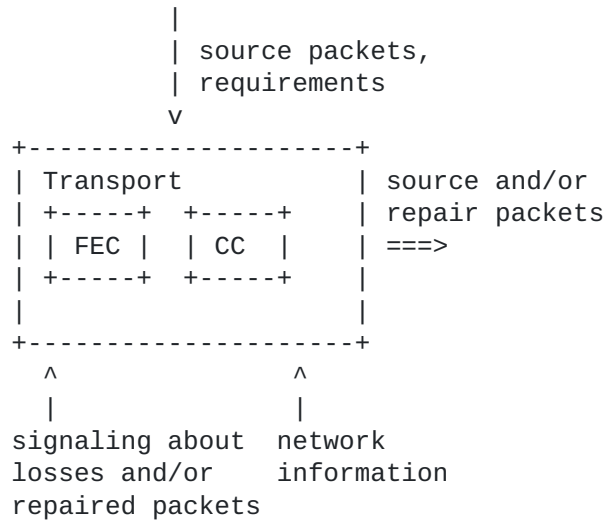 source packets,
requirements
Transport
source and/or
repair packets
FEC
CC
===>
signaling about
losses and/or
repaired packets
network
information